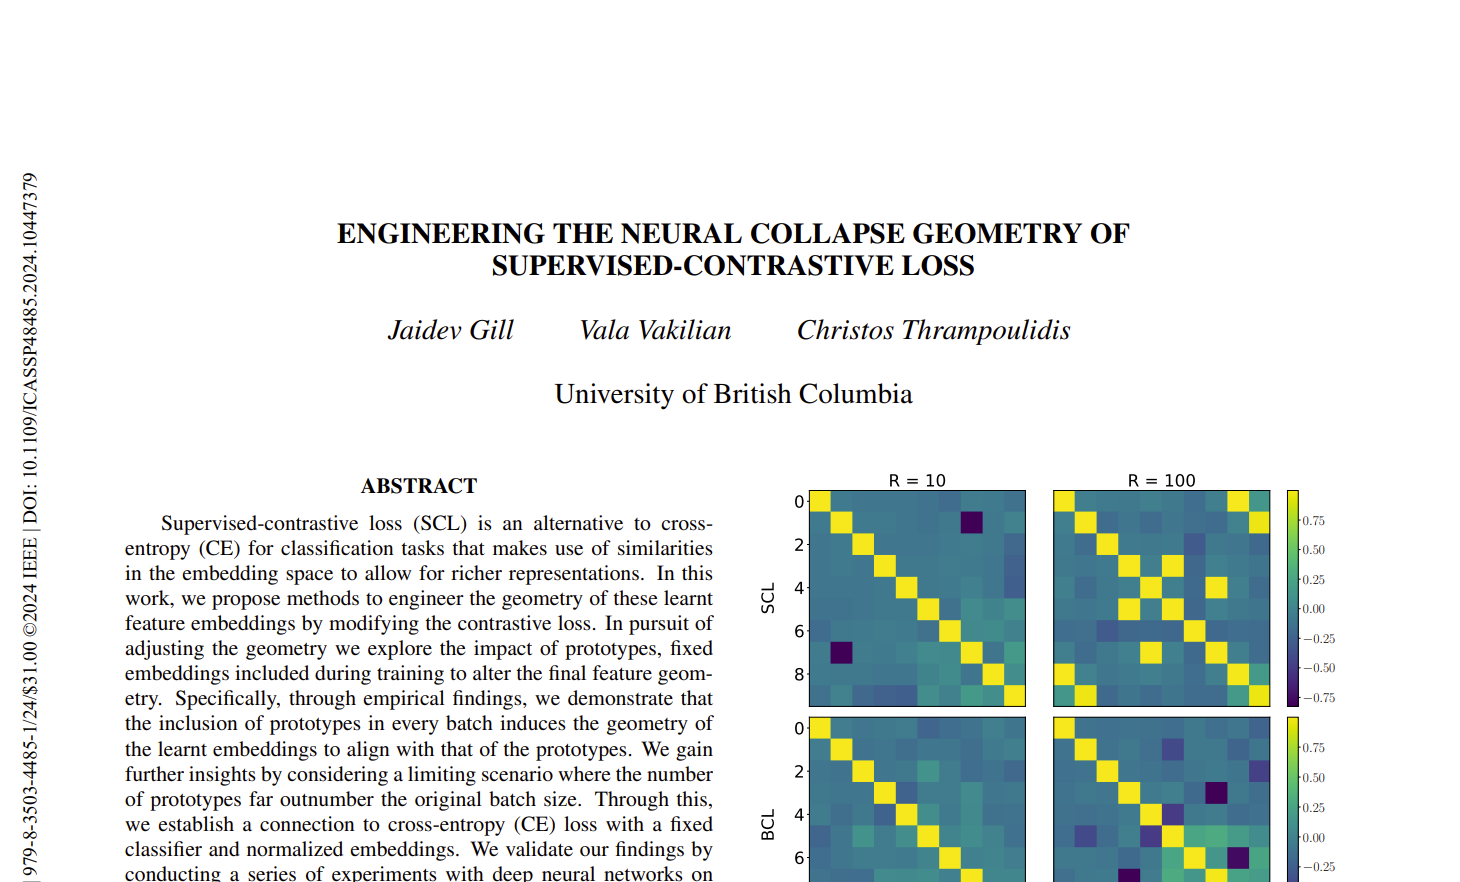 979-8-3503-4485-1/24/$31.00 ©2024 IEEE | DOI: 10.1109/ICASSP48485.2024.10447379
ENGINEERING THE NEURAL COLLAPSE GEOMETRY OF
SUPERVISED-CONTRASTIVE LOSS
Jaidev Gill Vala Vakilian Christos Thrampoulidis
University of British Columbia
ABSTRACT
Supervised-contrastive loss (SCL) is an alternative to cross-
entropy (CE) for classification tasks that makes use of similarities
in the embedding space to allow for richer representations. In this
work, we propose methods to engineer the geometry of these learnt
feature embeddings by modifying the contrastive loss. In pursuit of
adjusting the geometry we explore the impact of prototypes, fixed
embeddings included during training to alter the final feature geom-
etry. Specifically, through empirical findings, we demonstrate that
the inclusion of prototypes in every batch induces the geometry of
the learnt embeddings to align with that of the prototypes. We gain
further insights by considering a limiting scenario where the number
of prototypes far outnumber the original batch size. Through this,
we establish a connection to cross-entropy (CE) loss with a fixed
classifier and normalized embeddings. We validate our findings by
conducting a series of experiments with deep neural networks on
R = 10
R = 100
SCL
0
2
4
6
8
0.75
0.50
0.25
0.00
−0.25
−0.50
−0.75
BCL
0
2
4
6
0.75
0.50
0.25
0.00
−0.25